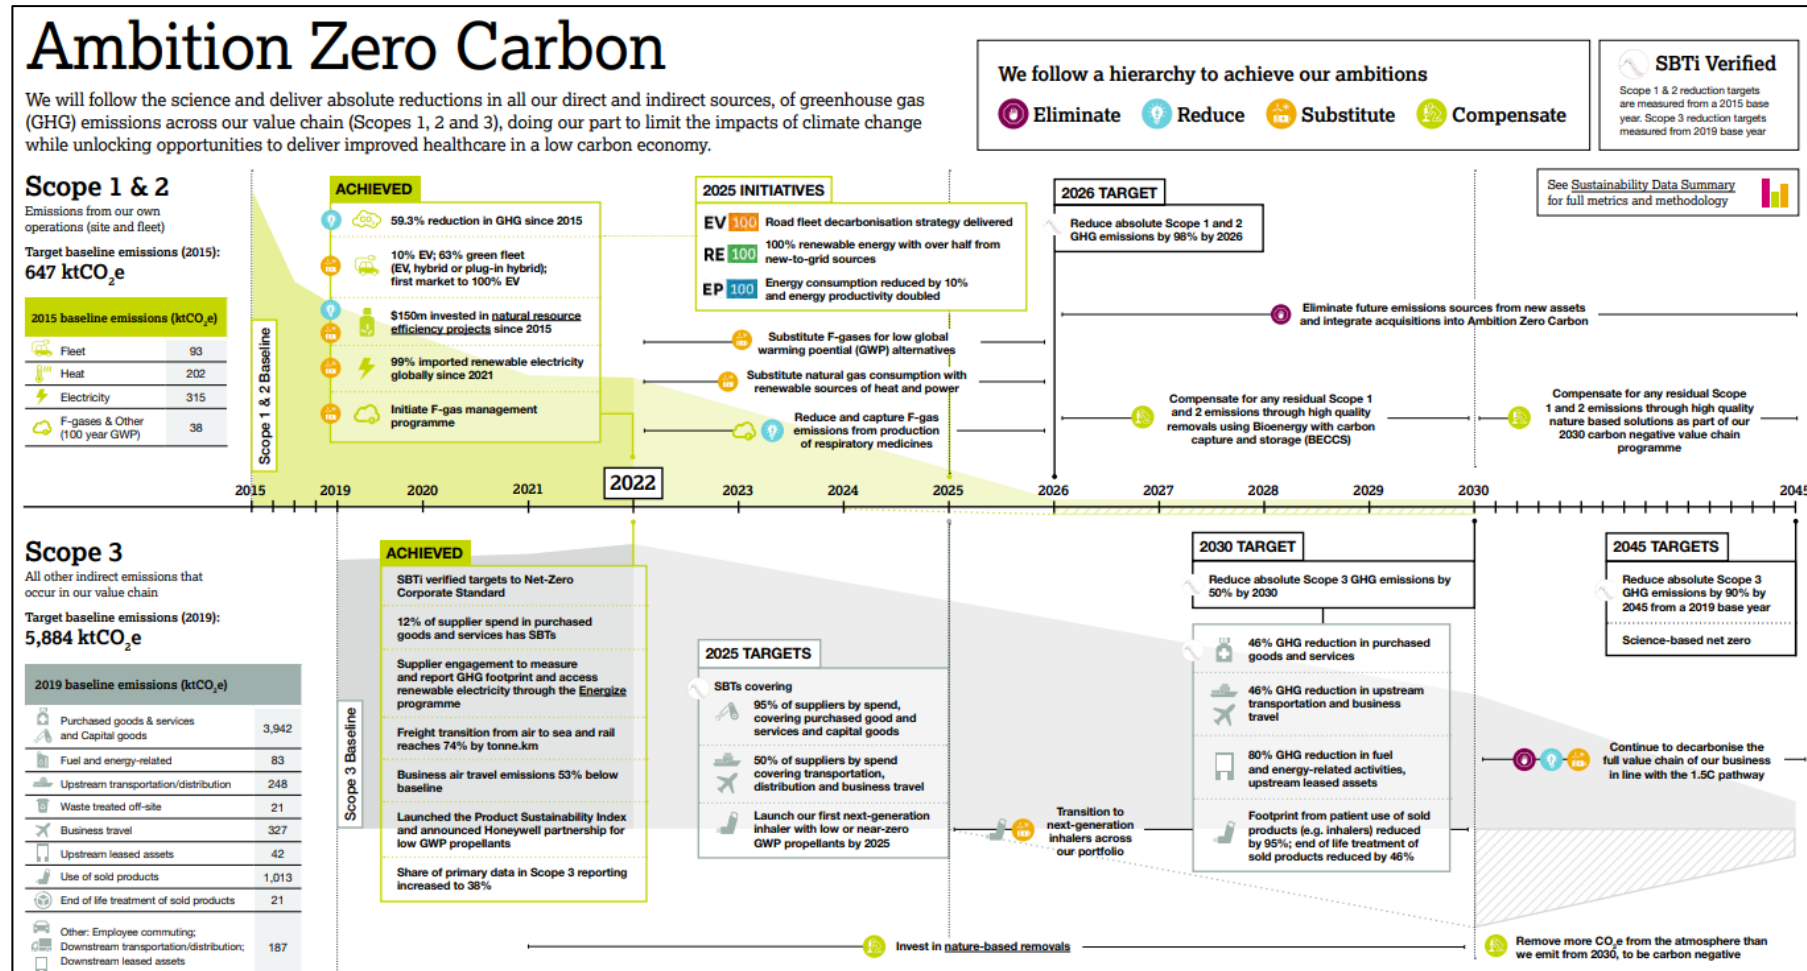 Ambition Zero Carbon
We will follow the science and deliver absolute reductions in all our direct and indirect sources, of greenhouse gas
(GHG) emissions across our value chain (Scopes 1, 2 and 3), doing our part to limit the impacts of climate change
while unlocking opportunities to deliver improved healthcare in a low carbon economy.
We follow a hierarchy to achieve our ambitions
Eliminate
Reduce
Substitute
Compensate
SBTi Verified
Scope 1 & 2 reduction targets
are measured from a 2015 base
year. Scope 3 reduction targets
measured from 2019 base year
See Sustainability Data Summary
for full metrics and methodology
Scope 1 & 2
Emissions from our own
operations (site and fleet)
Target baseline emissions (2015):
647 ktCO2e
2015 baseline emissions (ktCO2e)
Fleet 93
Heat 202
Electricity 315
F-gases & Other
(100 year GWP) 38
Scope 1 & 2 Baseline
ACHIEVED
59.3% reduction in GHG since 2015
10% EV; 63% green fleet
(EV, hybrid or plug-in hybrid);
first market to 100% EV
$150m invested in natural resource
efficiency projects since 2015
99% imported renewable electricity
globally since 2021
Initiate F-gas management
programme
2025 INITIATIVES
EV 100 Road fleet decarbonisation strategy delivered
RE 100 100% renewable energy with over half from
new-to-grid sources
EP 100 Energy consumption reduced by 10%
and energy productivity doubled
Substitute F-gases for low global
warming potential (GWP) alternatives
Substitute natural gas consumption with
renewable sources of heat and power
Reduce and capture F-gas
emissions from production
of respiratory medicines
2026 TARGET
Reduce absolute Scope 1 and 2
GHG emissions by 98% by 2026
Eliminate future emissions sources from new assets
and integrate acquisitions into Ambition Zero Carbon
Compensate for any residual Scope 1
and 2 emissions through high quality
removals using Bioenergy with carbon
capture and storage (BECCS)
Compensate for any residual Scope
1 and 2 emissions through high quality
nature based solutions as part of our
2030 carbon negative value chain
programme
2015 2019 2020 2021 2022 2023 2024 2025 2026 2027 2028 2029 2030 2045
Scope 3
All other indirect emissions that
occur in our value chain
Target baseline emissions (2019):
5,884 ktCO2e
2019 baseline emissions (ktCO2e)
Purchased goods & services
and Capital goods 3,942
Fuel and energy-related 83
Upstream transportation/distribution 248
Waste treated off-site 21
Business travel 327
Upstream leased assets 42
Use of sold products 1,013
End of life treatment of sold products 21
Other: Employee commuting;
Downstream transportation/distribution; 187
Downstream leased assets
Scope 3 Baseline
ACHIEVED
SBTi verified targets to Net-Zero
Corporate Standard
12% of supplier spend in purchased
goods and services has SBTs
Supplier engagement to measure
and report GHG footprint and access
renewable electricity through the Energize
programme
Freight transition from air to sea and rail
reaches 74% by tonne.km
Business air travel emissions 53% below
baseline
Launched the Product Sustainability Index
and announced Honeywell partnership for
low GWP propellants
Share of primary data in Scope 3 reporting
increased to 38%
2025 TARGETS
SBTs covering
95% of suppliers by spend,
covering purchased good and
services and capital goods
50% of suppliers by spend
covering transportation,
distribution and business travel
Launch our first next-generation
inhaler with low or near-zero
GWP propellants by 2025
Transition to
next-generation
inhalers across
our portfolio
2030 TARGET
Reduce absolute Scope 3 GHG emissions by
50% by 2030
46% GHG reduction in purchased
goods and services
46% GHG reduction in upstream
transportation and business
travel
80% GHG reduction in fuel
and energy-related activities,
upstream leased assets
Footprint from patient use of sold
products (e.g. inhalers) reduced
by 95%; end of life treatment of
sold products reduced by 46%
2045 TARGETS
Reduce absolute Scope 3
GHG emissions by 90% by
2045 from a 2019 base year
Science-based net zero
Continue to decarbonise the
full value chain of our business
in line with the 1.5C pathway
Invest in nature-based removals
Remove more CO2e from the atmosphere than
we emit from 2030, to be carbon negative